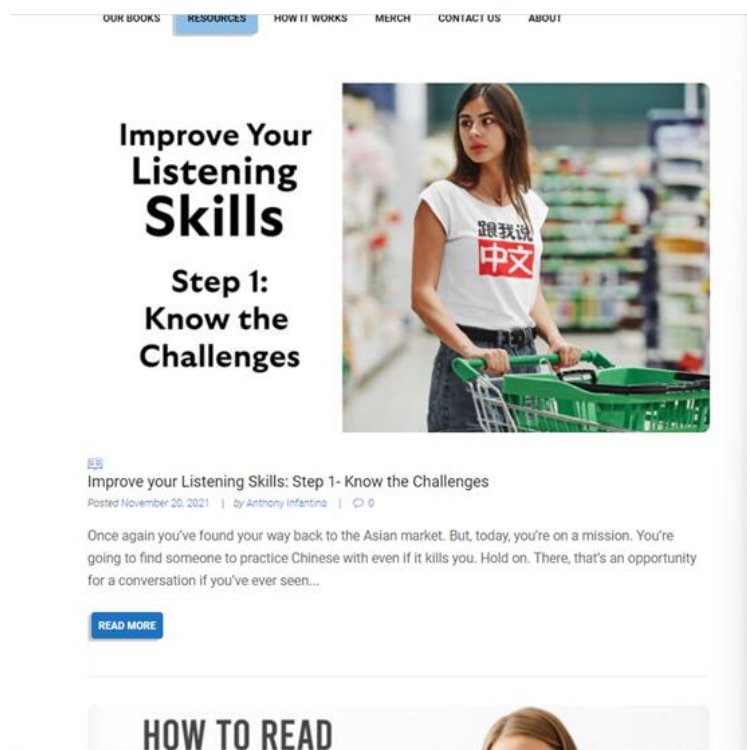 OUR BOOKS RESOURCES HOW IT WORKS MERCH CONTACT US ABOUT
Improve Your
Listening
Skills
Step 1:
Know the
Challenges
跟我说
中文
Improve your Listening Skills: Step 1- Know the Challenges
Posted November 20, 2021 | by Anthony Infantino | 0
Once again you've found your way back to the Asian market. But, today, you're on a mission. You're
going to find someone to practice Chinese with even if it kills you. Hold on. There, that's an opportunity
for a conversation if you've ever seen...
READ MORE
HOW TO READ